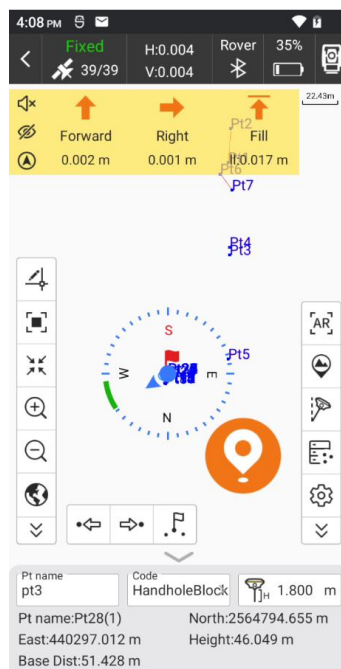 4:08 PM
Fixed
39/39
H:0.004
V:0.004
Rover
35%
Forward
0.002 m
Right
0.001 m
Fill
0.017 m
22.43m
Pt2
Pt6
Pt7
Pt4
Pt3
Pt5
S
W
E
N
AR
Pt name
pt3
Code
HandholeBlock
H
1.800 m
Pt name:Pt28(1)
North:2564794.655 m
East:440297.012 m
Height:46.049 m
Base Dist:51.428 m